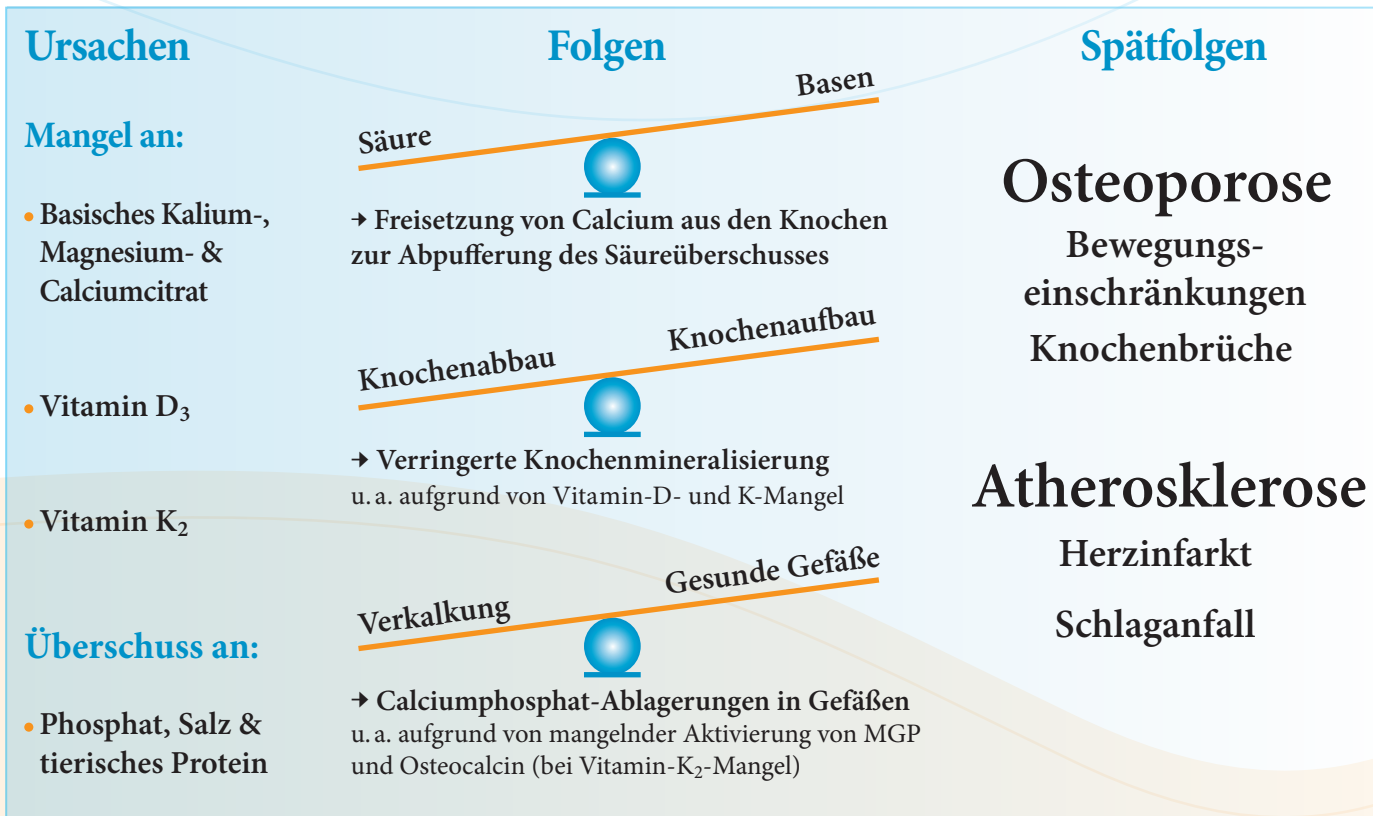 Ursachen
Mangel an:
• Basisches Kalium-,
Magnesium- &
Calciumcitrat
• Vitamin D₃
• Vitamin K₂
Überschuss an:
• Phosphat, Salz &
tierisches Protein
Folgen
Säure
Basen
→ Freisetzung von Calcium aus den Knochen
zur Abpufferung des Säureüberschusses
Knochenabbau
Knochenaufbau
→ Verringerte Knochenmineralisierung
u. a. aufgrund von Vitamin-D- und K-Mangel
Verkalkung
Gesunde Gefäße
→ Calciumphosphat-Ablagerungen in Gefäßen
u. a. aufgrund von mangelnder Aktivierung von MGP
und Osteocalcin (bei Vitamin-K₂-Mangel)
Spätfolgen
Osteoporose
Bewegungs-
einschränkungen
Knochenbrüche
Atherosklerose
Herzinfarkt
Schlaganfall